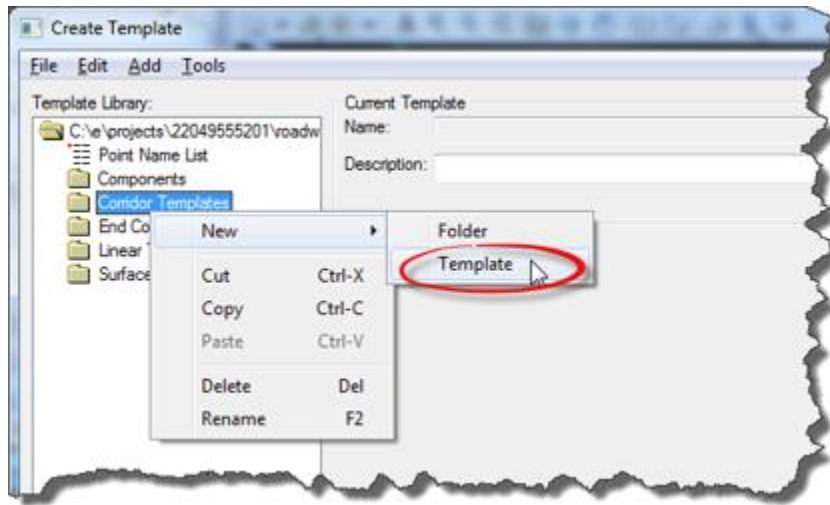 Create Template
File Edit Add Tools
Template Library:
C:\e\projects\22049555201\roadw
Point Name List
Components
Corridor Templates
End Co
Linear
Surface
Current Template
Name:
Description:
New
Cut Ctrl-X
Copy Ctrl-C
Paste Ctrl-V
Delete Del
Rename F2
Folder
Template